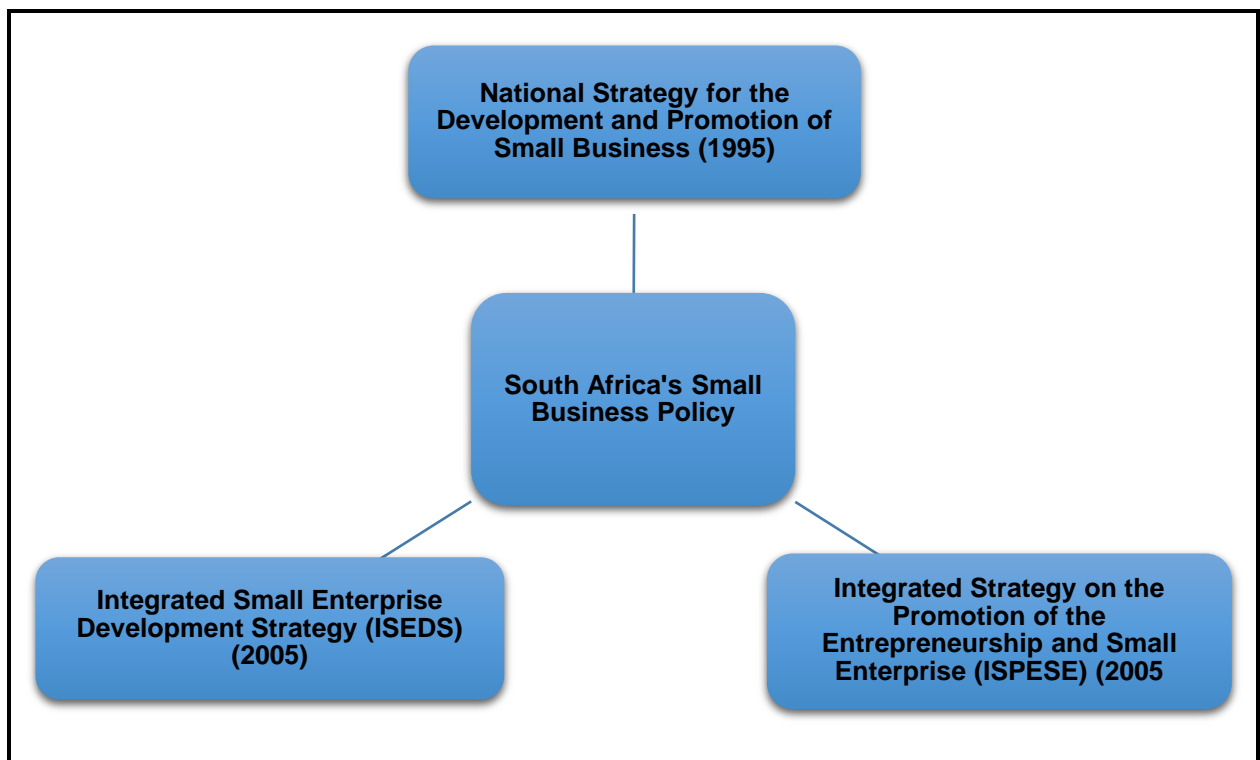 National Strategy for the
Development and Promotion of
Small Business (1995)
South Africa's Small
Business Policy
Integrated Small Enterprise
Development Strategy (ISEDS)
(2005)
Integrated Strategy on the
Promotion of the
Entrepreneurship and Small
Enterprise (ISPESE) (2005